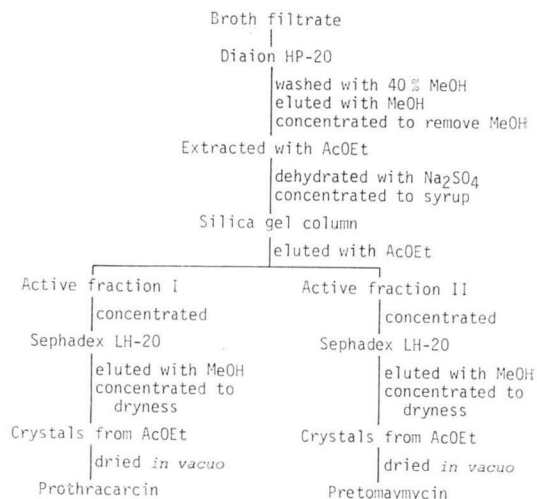 Broth filtrate
Diaion HP-20
washed with 40 % MeOH
eluted with MeOH
concentrated to remove MeOH
Extracted with AcOEt
dehydrated with Na₂SO₄
concentrated to syrup
Silica gel column
eluted with AcOEt
Active fraction I
concentrated
Sephadex LH-20
eluted with MeOH
concentrated to
dryness
Crystals from AcOEt
dried in vacuo
Prothracarcin
Active fraction II
concentrated
Sephadex LH-20
eluted with MeOH
concentrated to
dryness
Crystals from AcOEt
dried in vacuo
Pretomaymycin